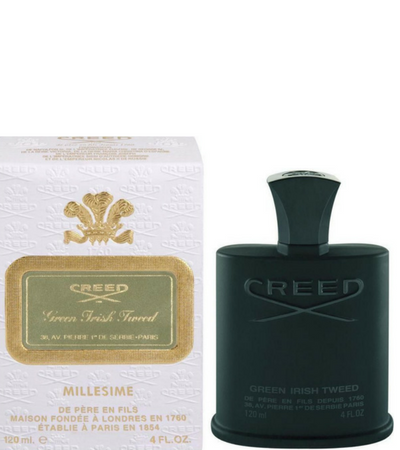 CREED
Green Irish Tweed
38, AV. PIERRE 1er DE SERBIE • PARIS
MILLESIME
DE PÈRE EN FILS
MAISON FONDÉE À LONDRES EN 1760
ÉTABLIE À PARIS EN 1854
120 ml. e 4 FL.OZ.
CREED
GREEN IRISH TWEED
DE PÈRE EN FILS DEPUIS 1760
38, AV. PIERRE 1er DE SERBIE PARIS
120 ml 4 FL.OZ